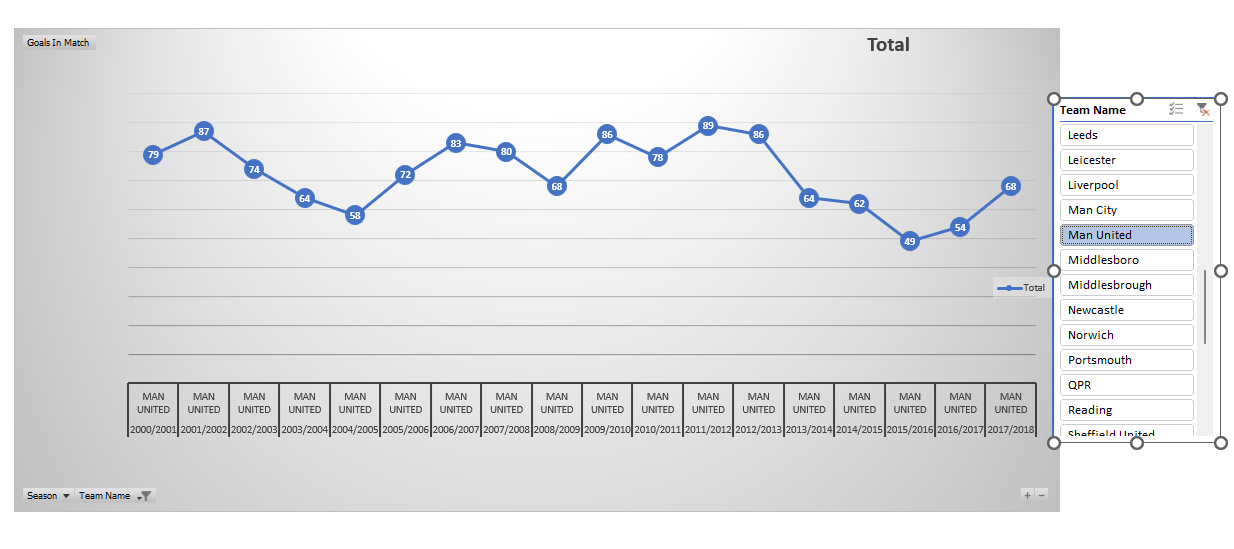 Goals In Match
Total
79
87
74
64
58
72
83
80
68
86
78
89
86
64
62
49
54
68
Total
MAN UNITED MAN UNITED MAN UNITED MAN UNITED MAN UNITED MAN UNITED MAN UNITED MAN UNITED MAN UNITED MAN UNITED MAN UNITED MAN UNITED MAN UNITED MAN UNITED MAN UNITED MAN UNITED MAN UNITED MAN UNITED
2000/2001 2001/2002 2002/2003 2003/2004 2004/2005 2005/2006 2006/2007 2007/2008 2008/2009 2009/2010 2010/2011 2011/2012 2012/2013 2013/2014 2014/2015 2015/2016 2016/2017 2017/2018
Season Team Name
+ −
Team Name
Leeds
Leicester
Liverpool
Man City
Man United
Middlesboro
Middlesbrough
Newcastle
Norwich
Portsmouth
QPR
Reading
Sheffield United